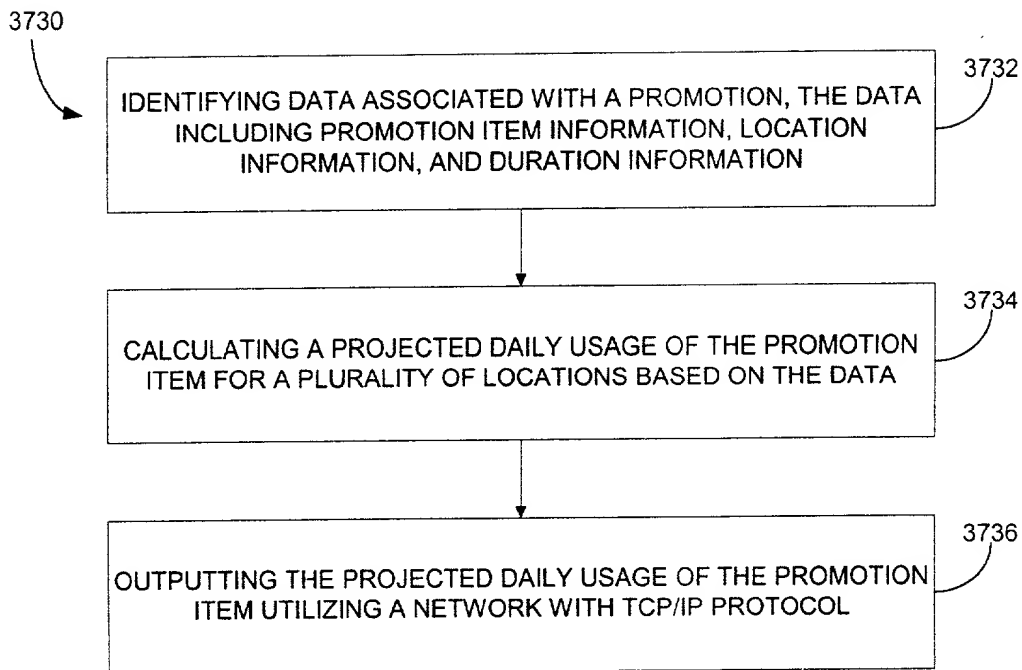 3730
3732
IDENTIFYING DATA ASSOCIATED WITH A PROMOTION, THE DATA
INCLUDING PROMOTION ITEM INFORMATION, LOCATION
INFORMATION, AND DURATION INFORMATION
3734
CALCULATING A PROJECTED DAILY USAGE OF THE PROMOTION
ITEM FOR A PLURALITY OF LOCATIONS BASED ON THE DATA
3736
OUTPUTTING THE PROJECTED DAILY USAGE OF THE PROMOTION
ITEM UTILIZING A NETWORK WITH TCP/IP PROTOCOL